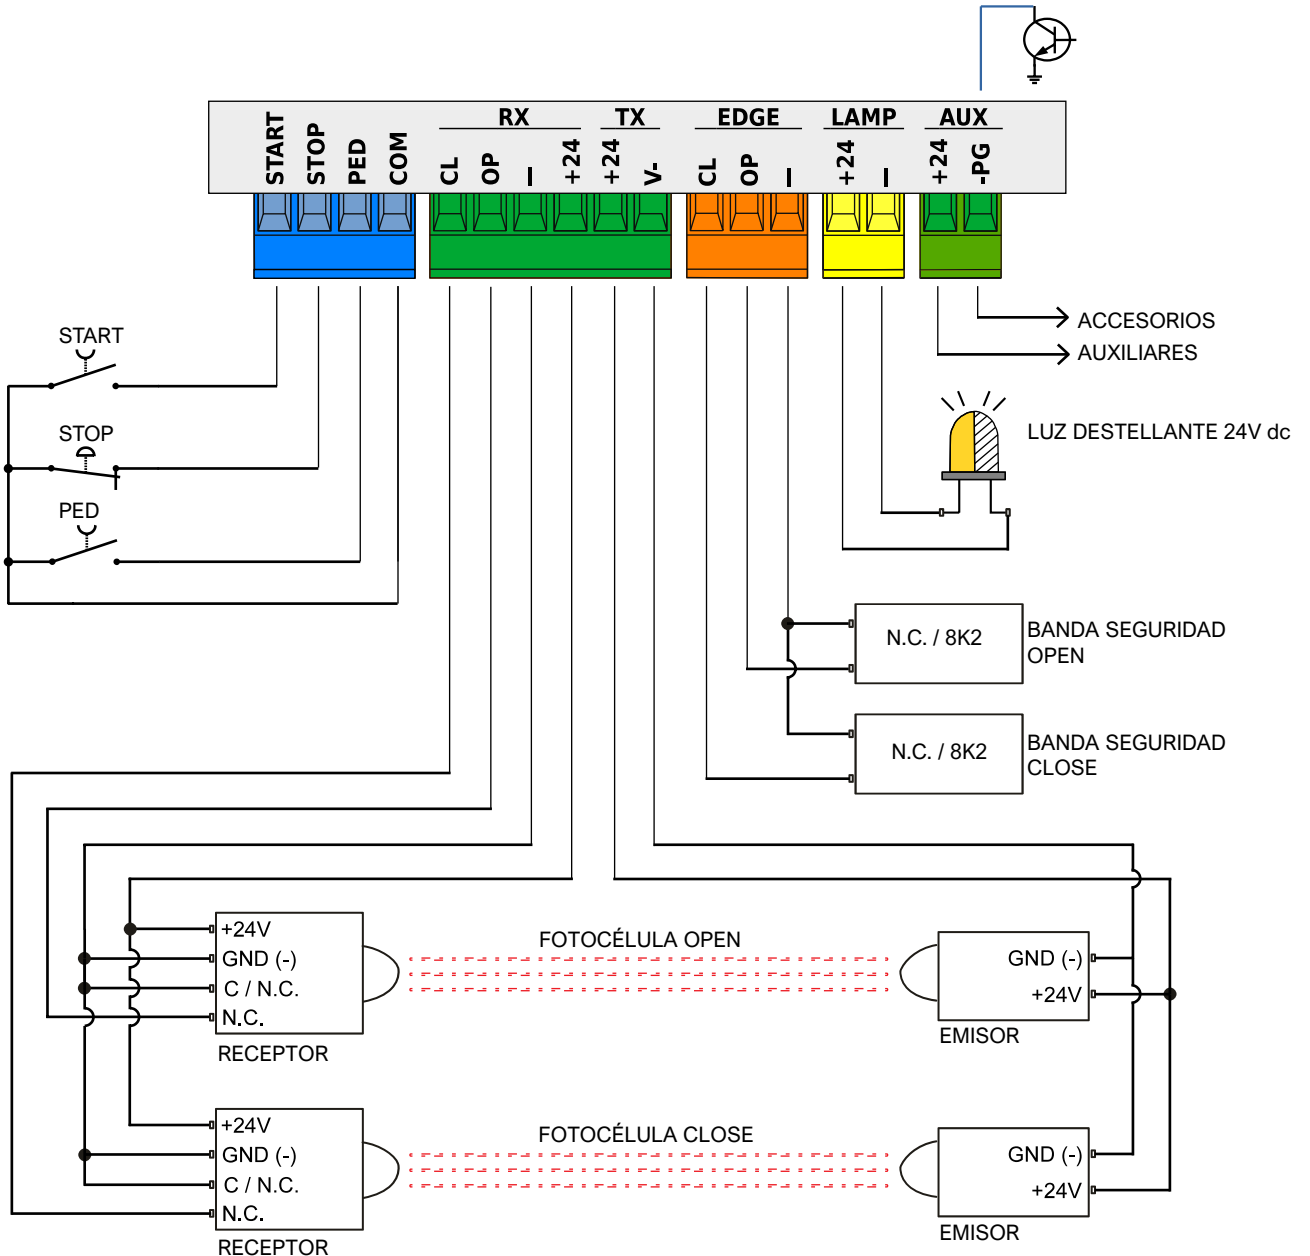 RX TX EDGE LAMP AUX
START STOP PED COM CL OP – +24 +24 V- CL OP – +24 – +24 -PG
ACCESORIOS
AUXILIARES
START
STOP
PED
LUZ DESTELLANTE 24V dc
N.C. / 8K2
BANDA SEGURIDAD
OPEN
N.C. / 8K2
BANDA SEGURIDAD
CLOSE
+24V
GND (-)
C / N.C.
N.C.
RECEPTOR
FOTOCÉLULA OPEN
GND (-)
+24V
EMISOR
+24V
GND (-)
C / N.C.
N.C.
RECEPTOR
FOTOCÉLULA CLOSE
GND (-)
+24V
EMISOR